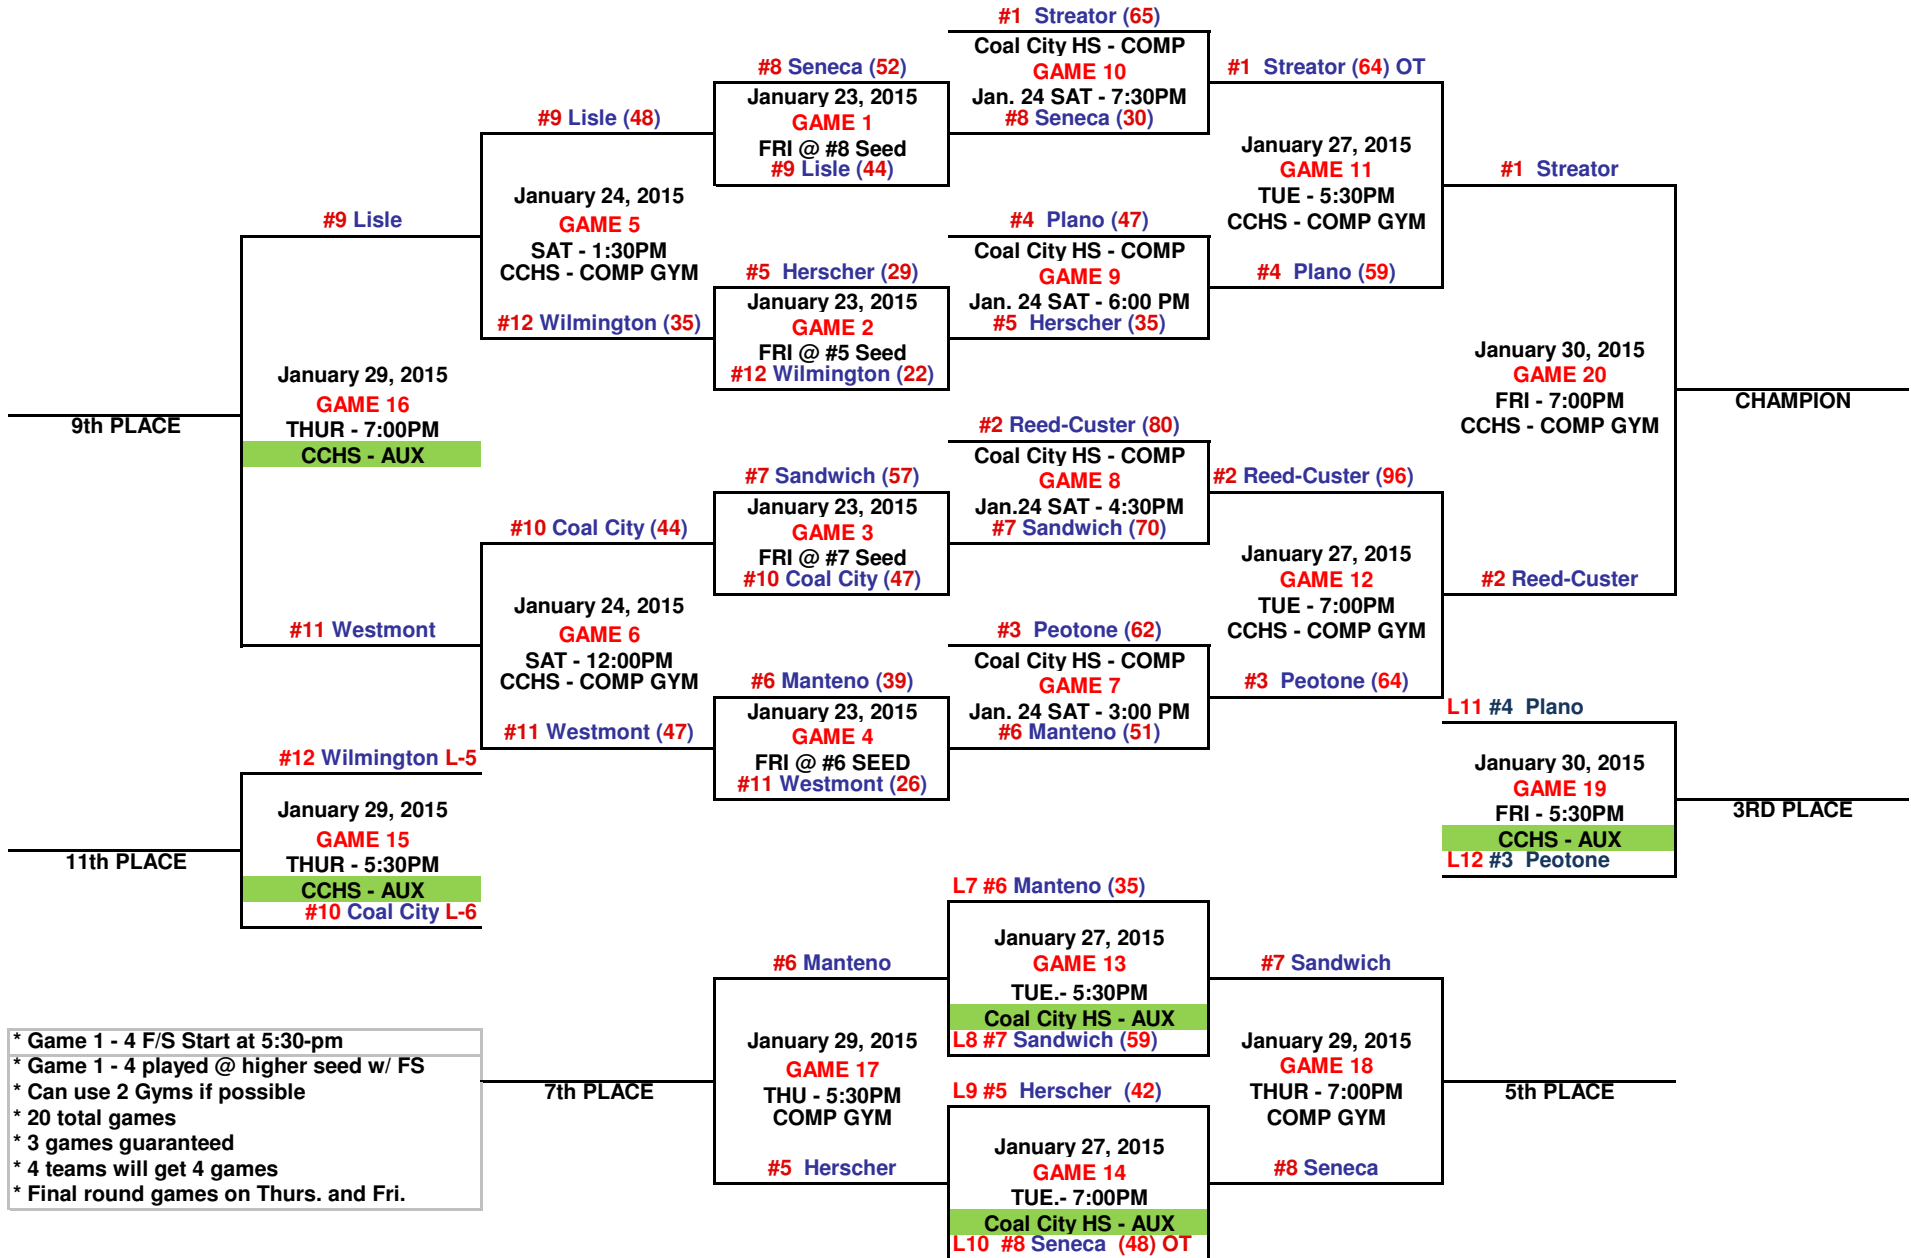 #1  Streator (65)
Coal City HS - COMP
GAME 10
Jan. 24 SAT - 7:30PM
#8 Seneca (30)
#8 Seneca (52)
January 23, 2015
GAME 1
FRI @ #8 Seed
#9 Lisle (44)
#1  Streator (64) OT
January 27, 2015
GAME 11
TUE - 5:30PM
CCHS - COMP GYM
#4  Plano (59)
#9 Lisle (48)
January 24, 2015
GAME 5
SAT - 1:30PM
CCHS - COMP GYM
#12 Wilmington (35)
#4  Plano (47)
Coal City HS - COMP
GAME 9
Jan. 24 SAT - 6:00 PM
#5  Herscher (35)
#5  Herscher (29)
January 23, 2015
GAME 2
FRI @ #5 Seed
#12 Wilmington (22)
#1  Streator
January 30, 2015
GAME 20
FRI - 7:00PM
CCHS - COMP GYM
CHAMPION
#2 Reed-Custer
#9 Lisle
January 29, 2015
GAME 16
THUR - 7:00PM
CCHS - AUX
9th PLACE
#11 Westmont
#2 Reed-Custer (80)
Coal City HS - COMP
GAME 8
Jan.24 SAT - 4:30PM
#7 Sandwich (70)
#7 Sandwich (57)
January 23, 2015
GAME 3
FRI @ #7 Seed
#10 Coal City (47)
#2 Reed-Custer (96)
January 27, 2015
GAME 12
TUE - 7:00PM
CCHS - COMP GYM
#3  Peotone (64)
#10 Coal City (44)
January 24, 2015
GAME 6
SAT - 12:00PM
CCHS - COMP GYM
#11 Westmont (47)
#3  Peotone (62)
Coal City HS - COMP
GAME 7
Jan. 24 SAT - 3:00 PM
#6 Manteno (51)
#6 Manteno (39)
January 23, 2015
GAME 4
FRI @ #6 SEED
#11 Westmont (26)
L11 #4  Plano
January 30, 2015
GAME 19
FRI - 5:30PM
CCHS - AUX
L12 #3  Peotone
3RD PLACE
#12 Wilmington L-5
January 29, 2015
GAME 15
THUR - 5:30PM
CCHS - AUX
#10 Coal City L-6
11th PLACE
L7 #6 Manteno (35)
January 27, 2015
GAME 13
TUE.- 5:30PM
Coal City HS - AUX
L8 #7 Sandwich (59)
#6 Manteno
January 29, 2015
GAME 17
THU - 5:30PM
COMP GYM
#5  Herscher
7th PLACE
#7 Sandwich
January 29, 2015
GAME 18
THUR - 7:00PM
COMP GYM
#8 Seneca
5th PLACE
L9 #5  Herscher  (42)
January 27, 2015
GAME 14
TUE.- 7:00PM
Coal City HS - AUX
L10  #8 Seneca  (48) OT
* Game 1 - 4 F/S Start at 5:30-pm
* Game 1 - 4 played @ higher seed w/ FS
* Can use 2 Gyms if possible
* 20 total games
* 3 games guaranteed
* 4 teams will get 4 games
* Final round games on Thurs. and Fri.